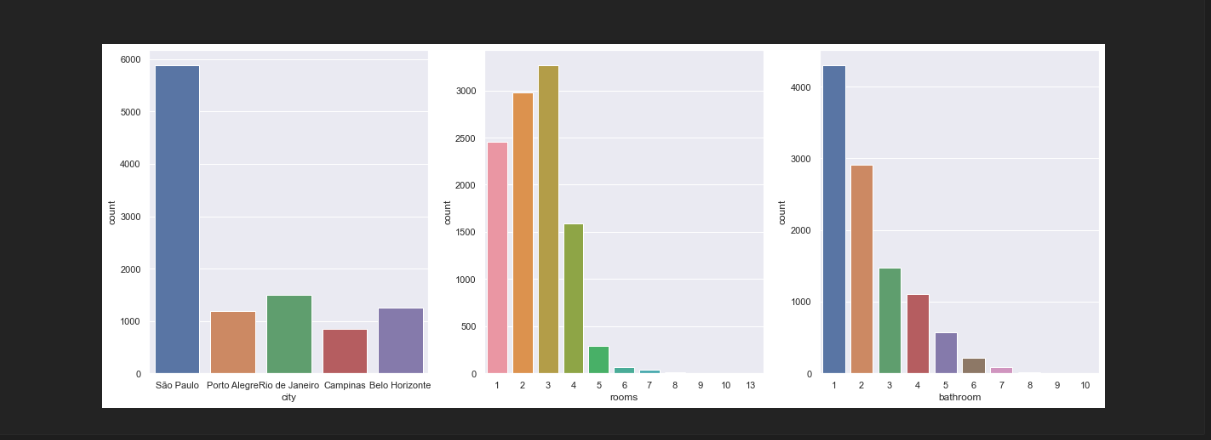 6000
5000
4000
3000
2000
1000
0
count
São Paulo Porto Alegre Rio de Janeiro Campinas Belo Horizonte
city
3000
2500
2000
1500
1000
500
0
count
1 2 3 4 5 6 7 8 9 10 13
rooms
4000
3000
2000
1000
0
count
1 2 3 4 5 6 7 8 9 10
bathroom